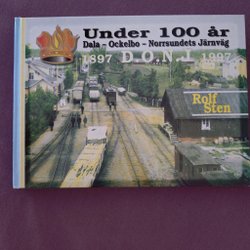 Under 100 år
Dala - Ockelbo - Norrsundets Järnväg
1897 D.O.N.J 1997
Rolf
Sten